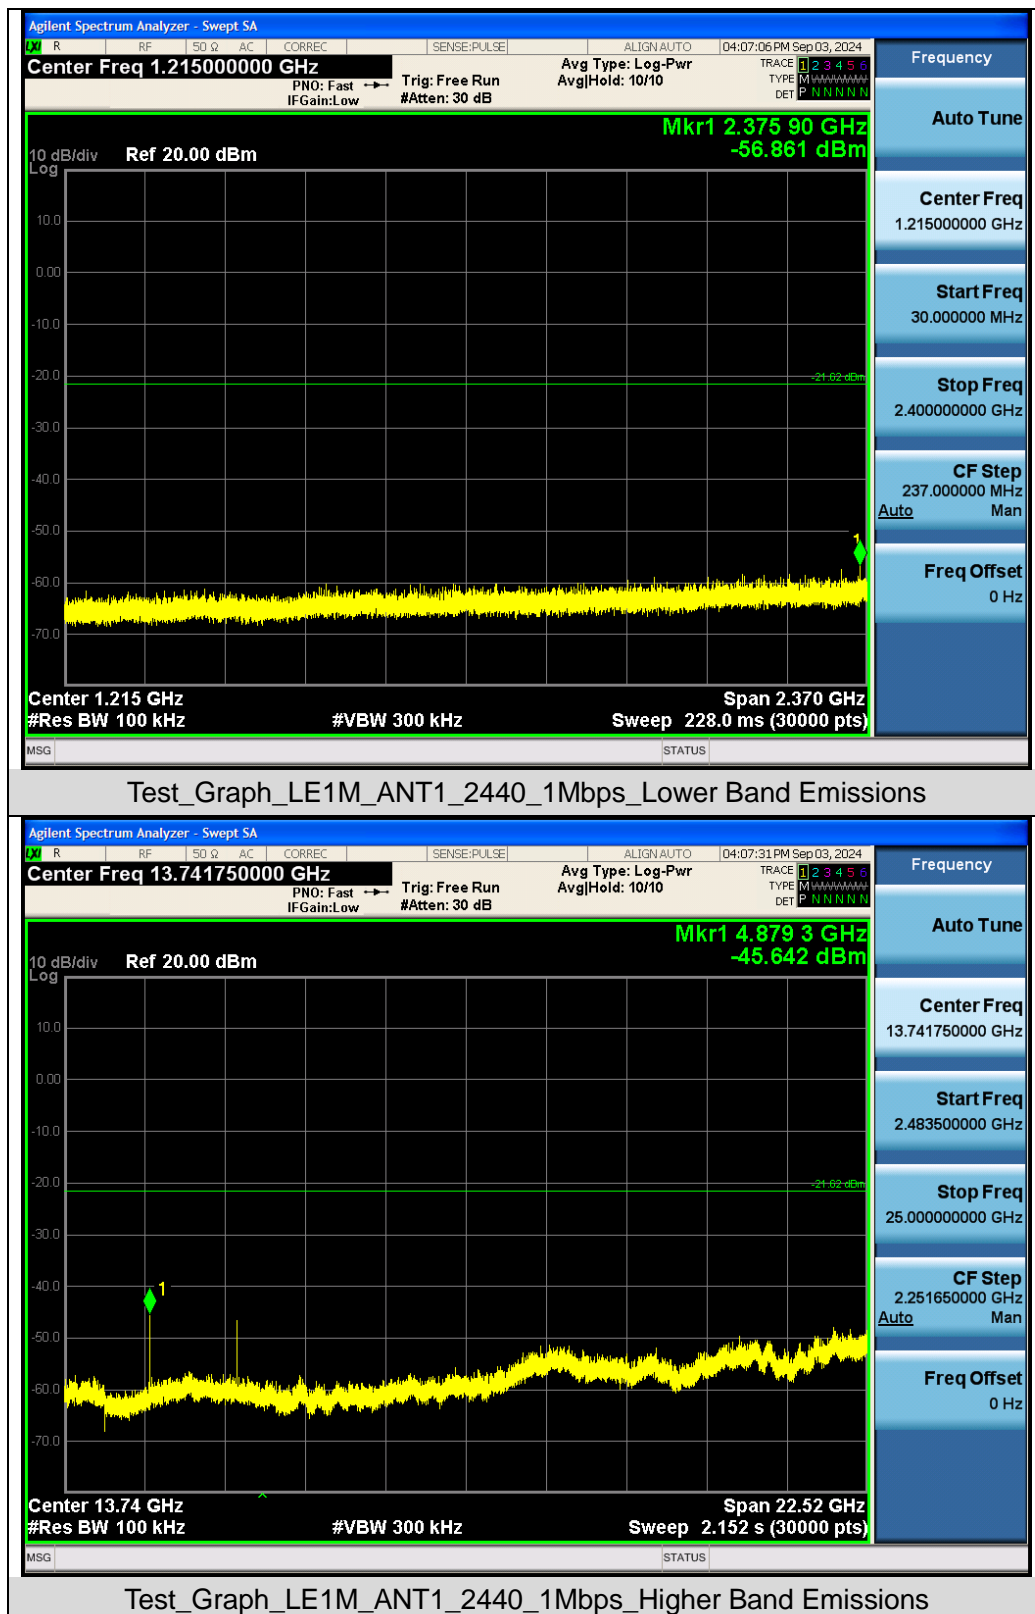 Agilent Spectrum Analyzer - Swept SA
LXI R RF 50 Ω AC CORREC SENSE:PULSE ALIGN AUTO 04:07:06 PM Sep 03, 2024
Center Freq 1.215000000 GHz
PNO: Fast
IFGain:Low
Trig: Free Run
#Atten: 30 dB
Avg Type: Log-Pwr
Avg|Hold: 10/10
TRACE 1 2 3 4 5 6
TYPE M
DET P N N N N N
Mkr1 2.375 90 GHz
-56.861 dBm
10 dB/div Ref 20.00 dBm
Log
10.0
0.00
-10.0
-20.0
-21.62 dBm
-30.0
-40.0
-50.0
1
-60.0
-70.0
Center 1.215 GHz Span 2.370 GHz
#Res BW 100 kHz #VBW 300 kHz Sweep 228.0 ms (30000 pts)
MSG STATUS
Frequency
Auto Tune
Center Freq
1.215000000 GHz
Start Freq
30.000000 MHz
Stop Freq
2.400000000 GHz
CF Step
237.000000 MHz
Auto Man
Freq Offset
0 Hz
Test_Graph_LE1M_ANT1_2440_1Mbps_Lower Band Emissions
Agilent Spectrum Analyzer - Swept SA
LXI R RF 50 Ω AC CORREC SENSE:PULSE ALIGN AUTO 04:07:31 PM Sep 03, 2024
Center Freq 13.741750000 GHz
PNO: Fast
IFGain:Low
Trig: Free Run
#Atten: 30 dB
Avg Type: Log-Pwr
Avg|Hold: 10/10
TRACE 1 2 3 4 5 6
TYPE M
DET P N N N N N
Mkr1 4.879 3 GHz
-45.642 dBm
10 dB/div Ref 20.00 dBm
Log
10.0
0.00
-10.0
-20.0
-21.62 dBm
-30.0
-40.0
1
-50.0
-60.0
-70.0
Center 13.74 GHz Span 22.52 GHz
#Res BW 100 kHz #VBW 300 kHz Sweep 2.152 s (30000 pts)
MSG STATUS
Frequency
Auto Tune
Center Freq
13.741750000 GHz
Start Freq
2.483500000 GHz
Stop Freq
25.000000000 GHz
CF Step
2.251650000 GHz
Auto Man
Freq Offset
0 Hz
Test_Graph_LE1M_ANT1_2440_1Mbps_Higher Band Emissions